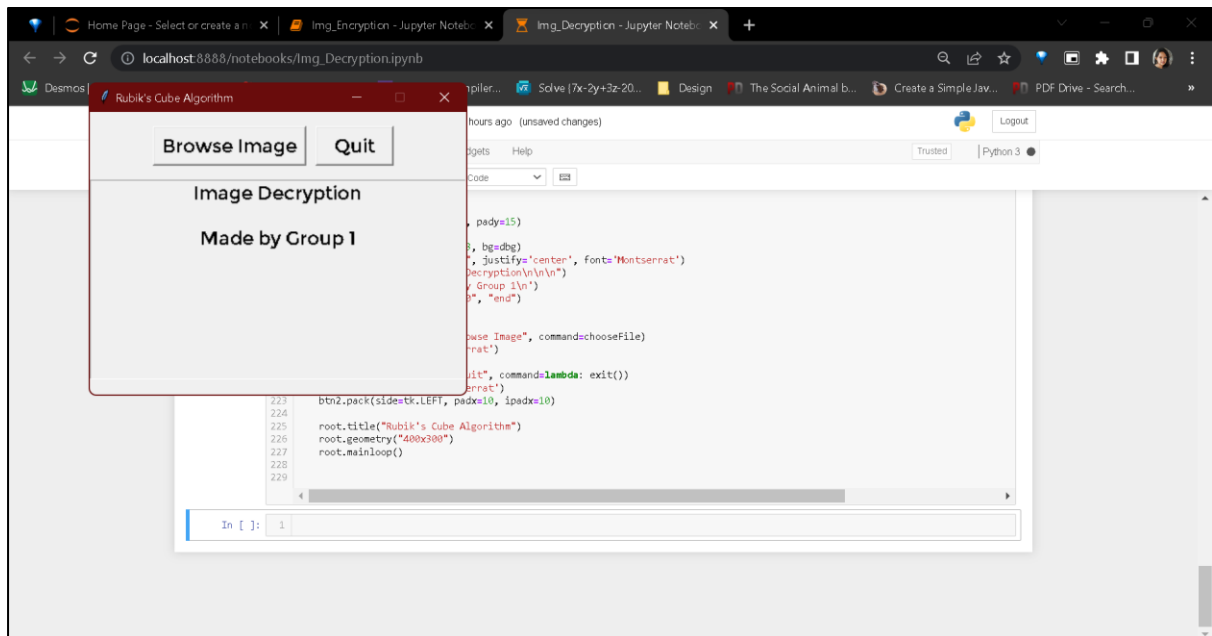 Home Page - Select or create a n
Img_Encryption - Jupyter Notebo
Img_Decryption - Jupyter Notebo
localhost:8888/notebooks/Img_Decryption.ipynb
Desmos
mpiler...
Solve (7x-2y+3z-20...
Design
The Social Animal b...
Create a Simple Jav...
PDF Drive - Search...
»
Rubik's Cube Algorithm
hours ago (unsaved changes)
Logout
Browse Image
Quit
dgets
Help
Trusted
Python 3
Code
Image Decryption
Made by Group 1
, pady=15)
, bg=dbg)
", justify='center', font='Montserrat')
Decryption\n\n\n")
y Group 1\n')
", "end")
owse Image", command=chooseFile)
rrat')
uit", command=lambda: exit())
serrat')
223 btn2.pack(side=tk.LEFT, padx=10, ipadx=10)
224
225 root.title("Rubik's Cube Algorithm")
226 root.geometry("400x300")
227 root.mainloop()
228
229
In [ ]: 1